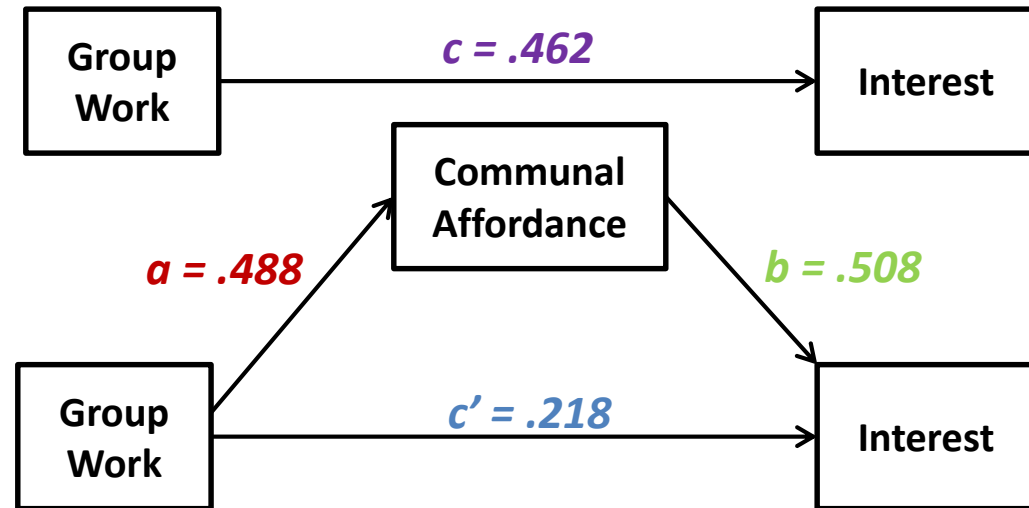 Group
Work
c = .462
Interest
Communal
Affordance
a = .488
b = .508
Group
Work
c’ = .218
Interest